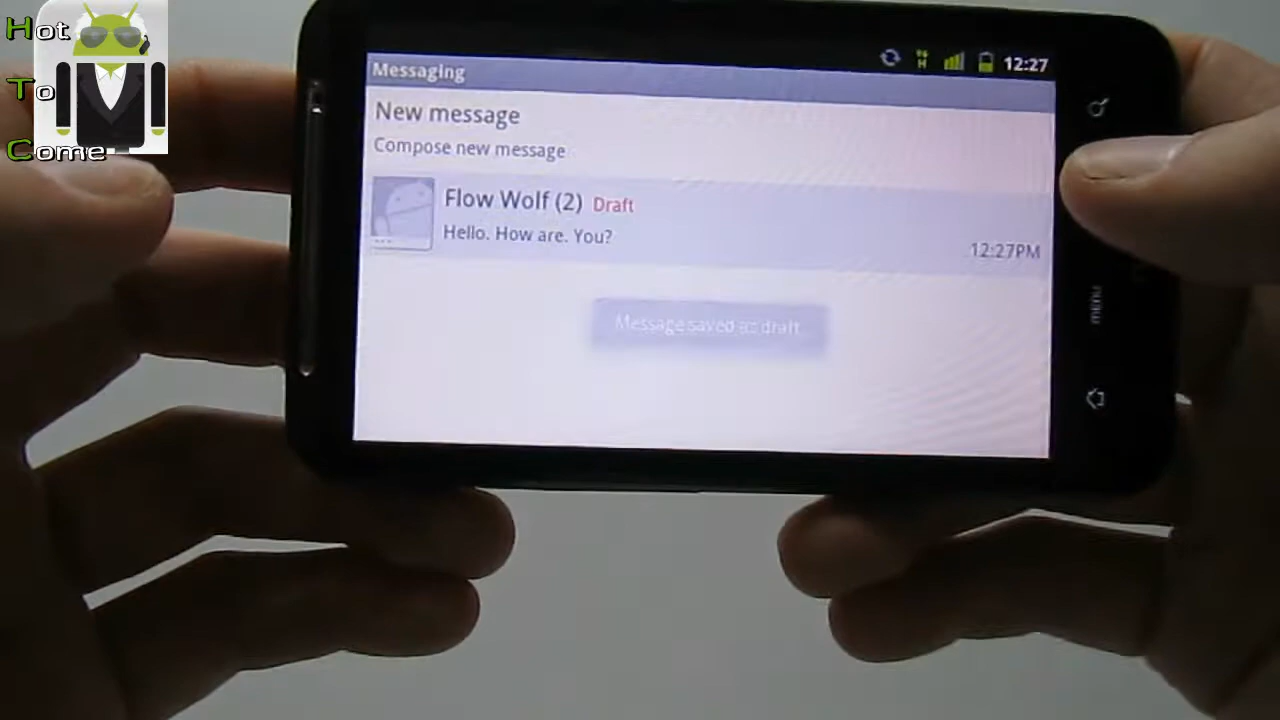 Hot
To
Come
12:27
Messaging
New message
Compose new message
Flow Wolf (2) Draft
Hello. How are. You?
12:27PM
Message saved as draft.
menu